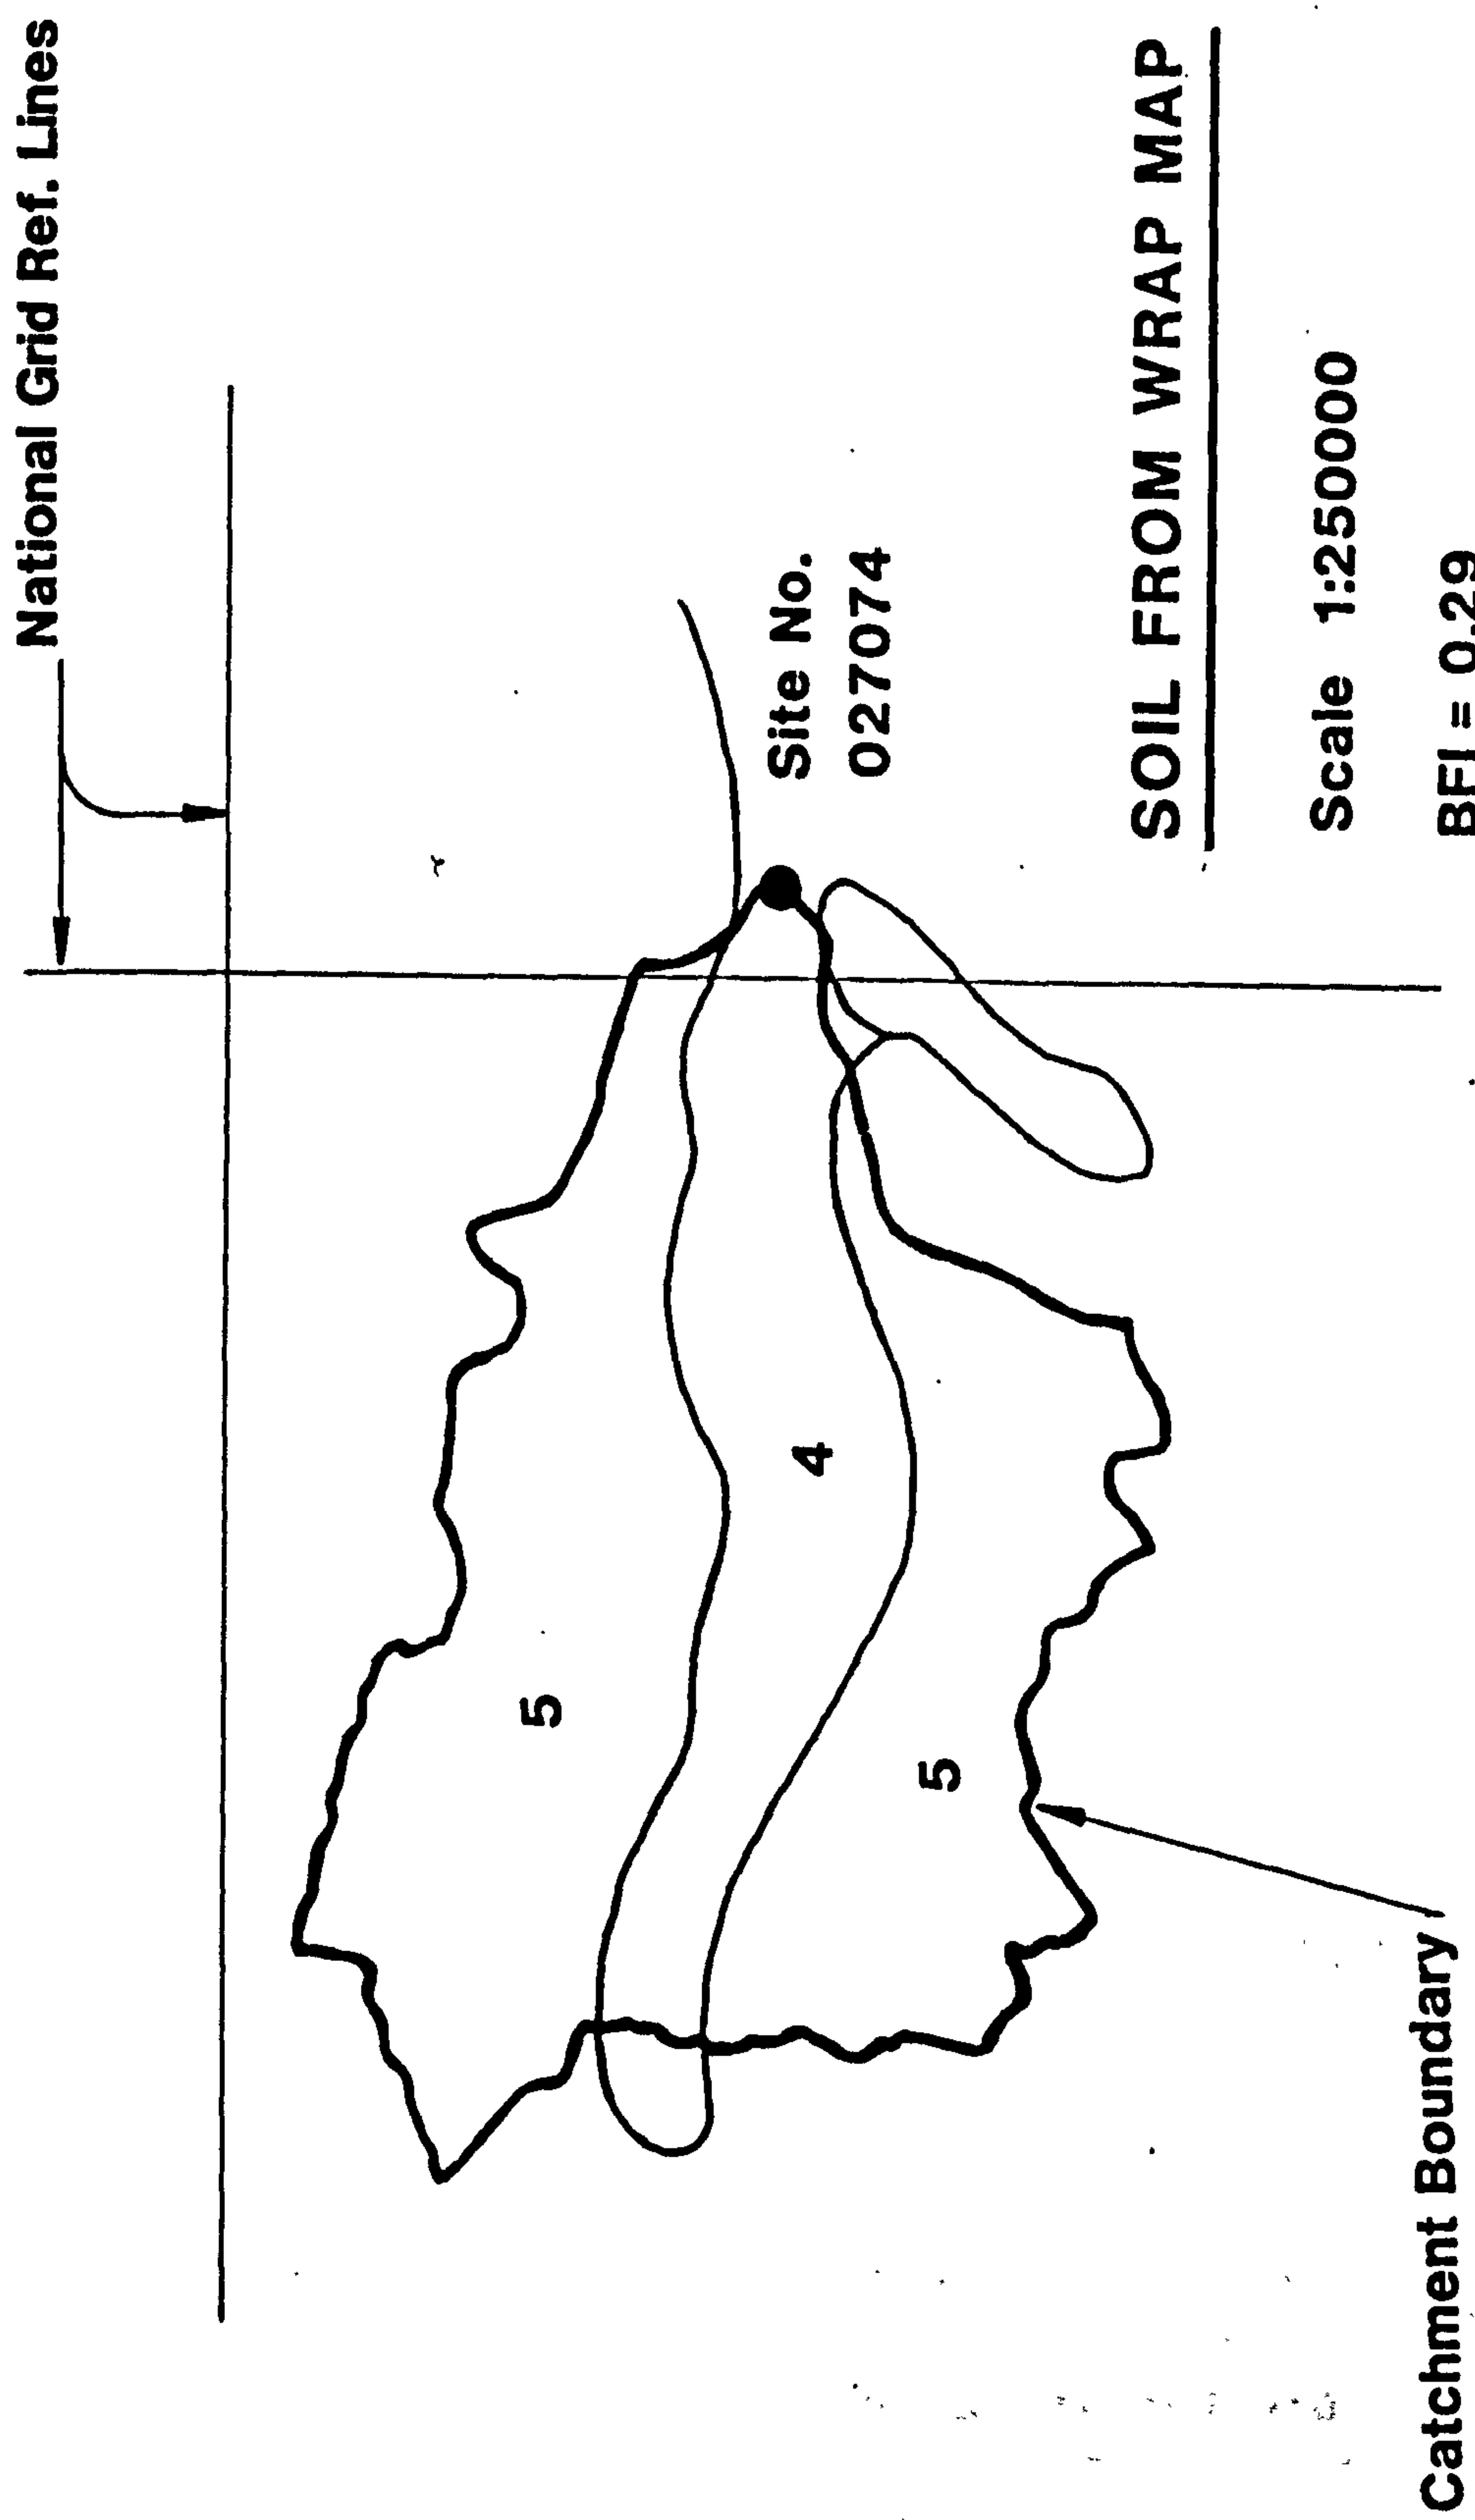 National Grid Ref. Lines
Site No.
027074
4
5
5
SOIL FROM WRAP MAP
Scale 1:250000
BFI = 0.29
Catchment Boundary